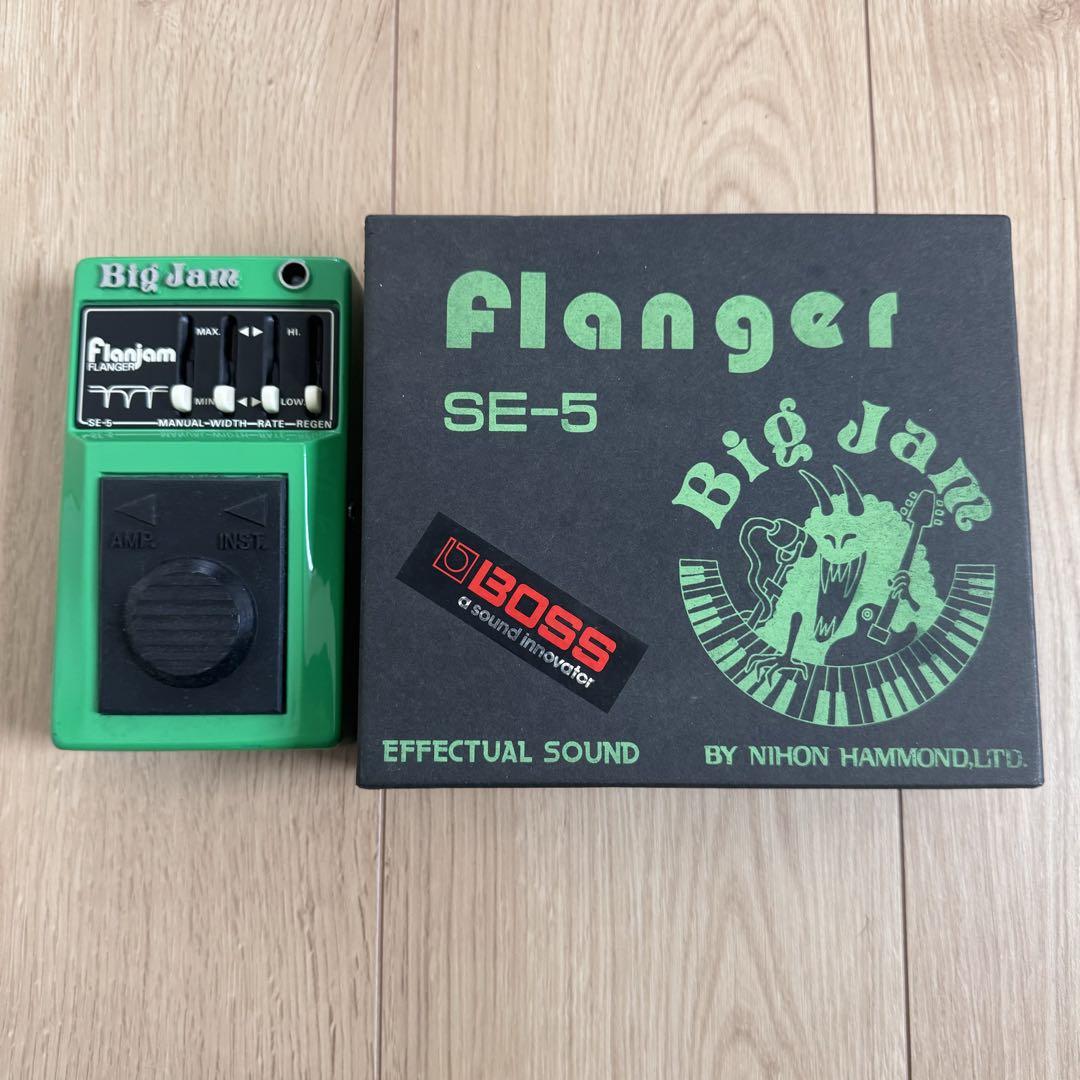 Big Jam
Flanjam
FLANGER
MAX. ◀ ▶ HI.
MIN. ◀ ▶ LOW.
SE-5 MANUAL-WIDTH-RATE-REGEN
AMP. INST.
Flanger
SE-5
Big Jam
BOSS
a sound innovator
EFFECTUAL SOUND
BY NIHON HAMMOND,LTD.